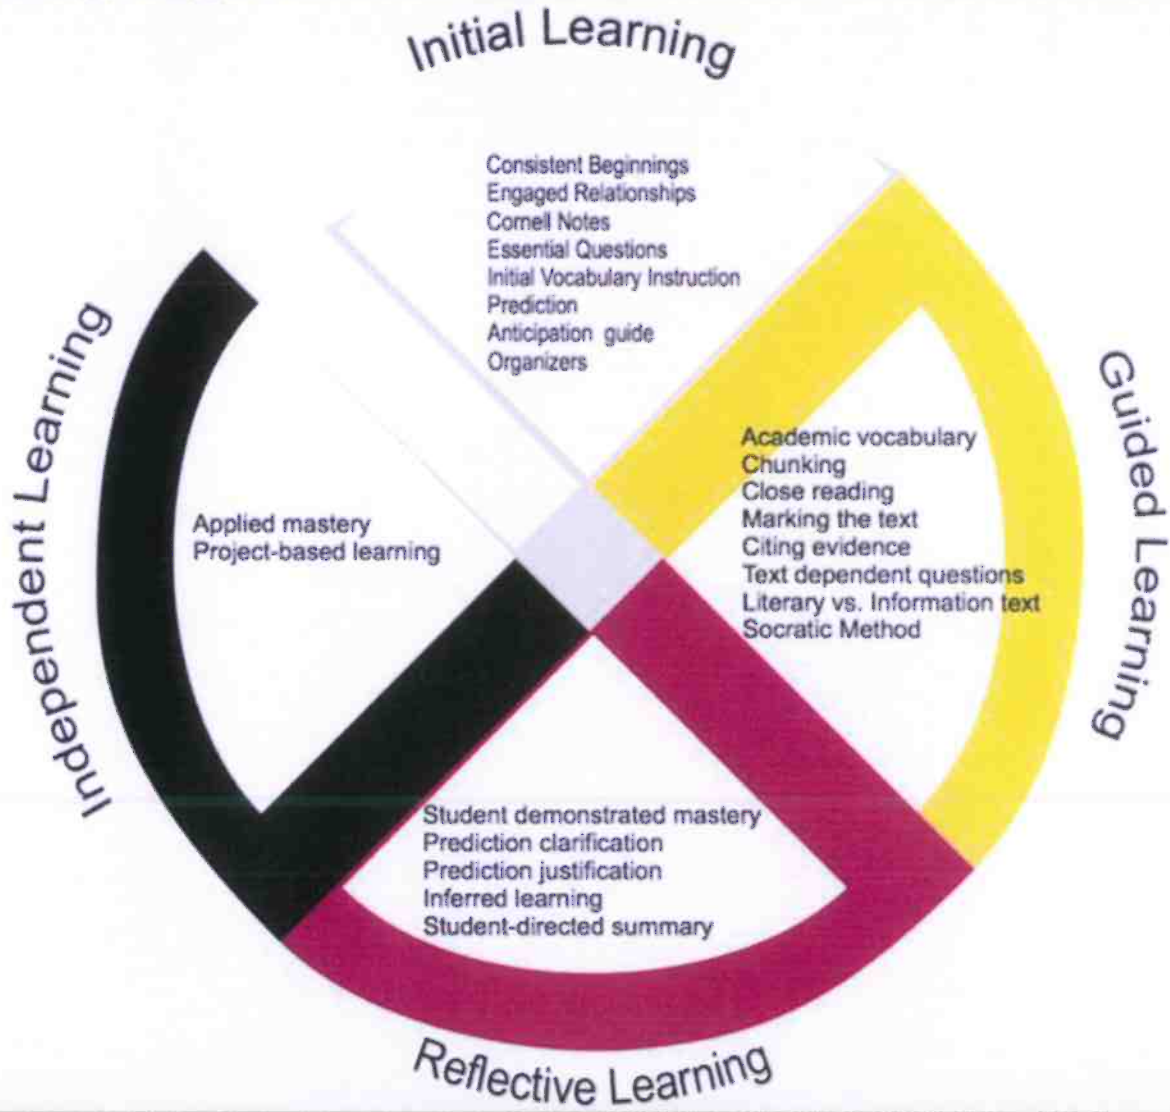 Initial Learning
Consistent Beginnings
Engaged Relationships
Cornell Notes
Essential Questions
Initial Vocabulary Instruction
Prediction
Anticipation guide
Organizers
Guided Learning
Academic vocabulary
Chunking
Close reading
Marking the text
Citing evidence
Text dependent questions
Literary vs. Information text
Socratic Method
Reflective Learning
Student demonstrated mastery
Prediction clarification
Prediction justification
Inferred learning
Student-directed summary
Independent Learning
Applied mastery
Project-based learning